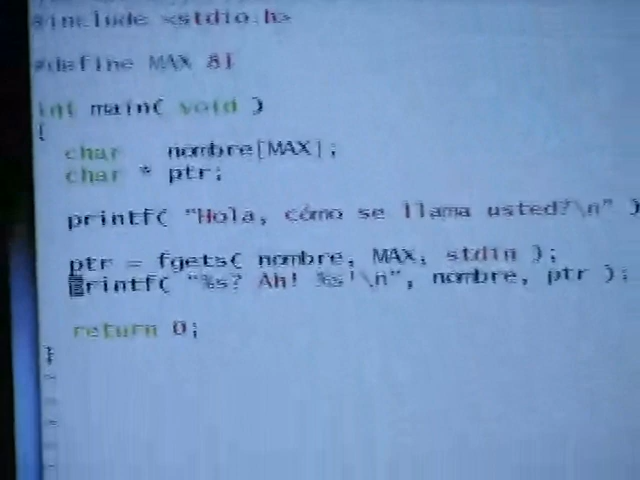 #include <stdio.h>
#define MAX 81
int main( void )
{
char nombre[MAX];
char * ptr;
printf( "Hola, cómo se llama usted?\n" )
ptr = fgets( nombre, MAX, stdin );
printf( "%s? Ah! %s!\n", nombre, ptr );
return 0;
}
~
~
~
~